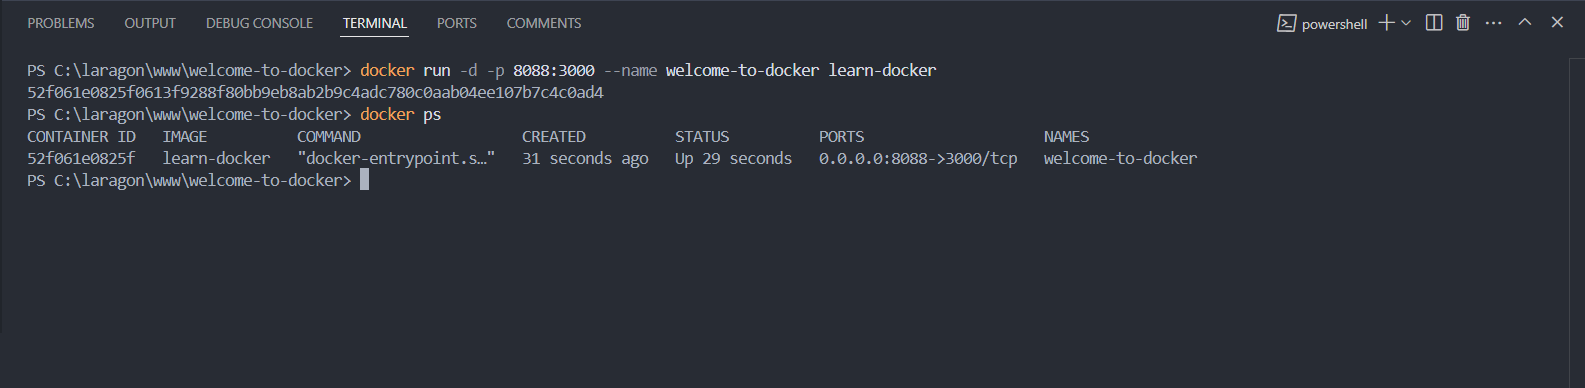 PROBLEMS OUTPUT DEBUG CONSOLE TERMINAL PORTS COMMENTS powershell
PS C:\laragon\www\welcome-to-docker> docker run -d -p 8088:3000 --name welcome-to-docker learn-docker
52f061e0825f0613f9288f80bb9eb8ab2b9c4adc780c0aab04ee107b7c4c0ad4
PS C:\laragon\www\welcome-to-docker> docker ps
CONTAINER ID IMAGE COMMAND CREATED STATUS PORTS NAMES
52f061e0825f learn-docker "docker-entrypoint.s…" 31 seconds ago Up 29 seconds 0.0.0.0:8088->3000/tcp welcome-to-docker
PS C:\laragon\www\welcome-to-docker>